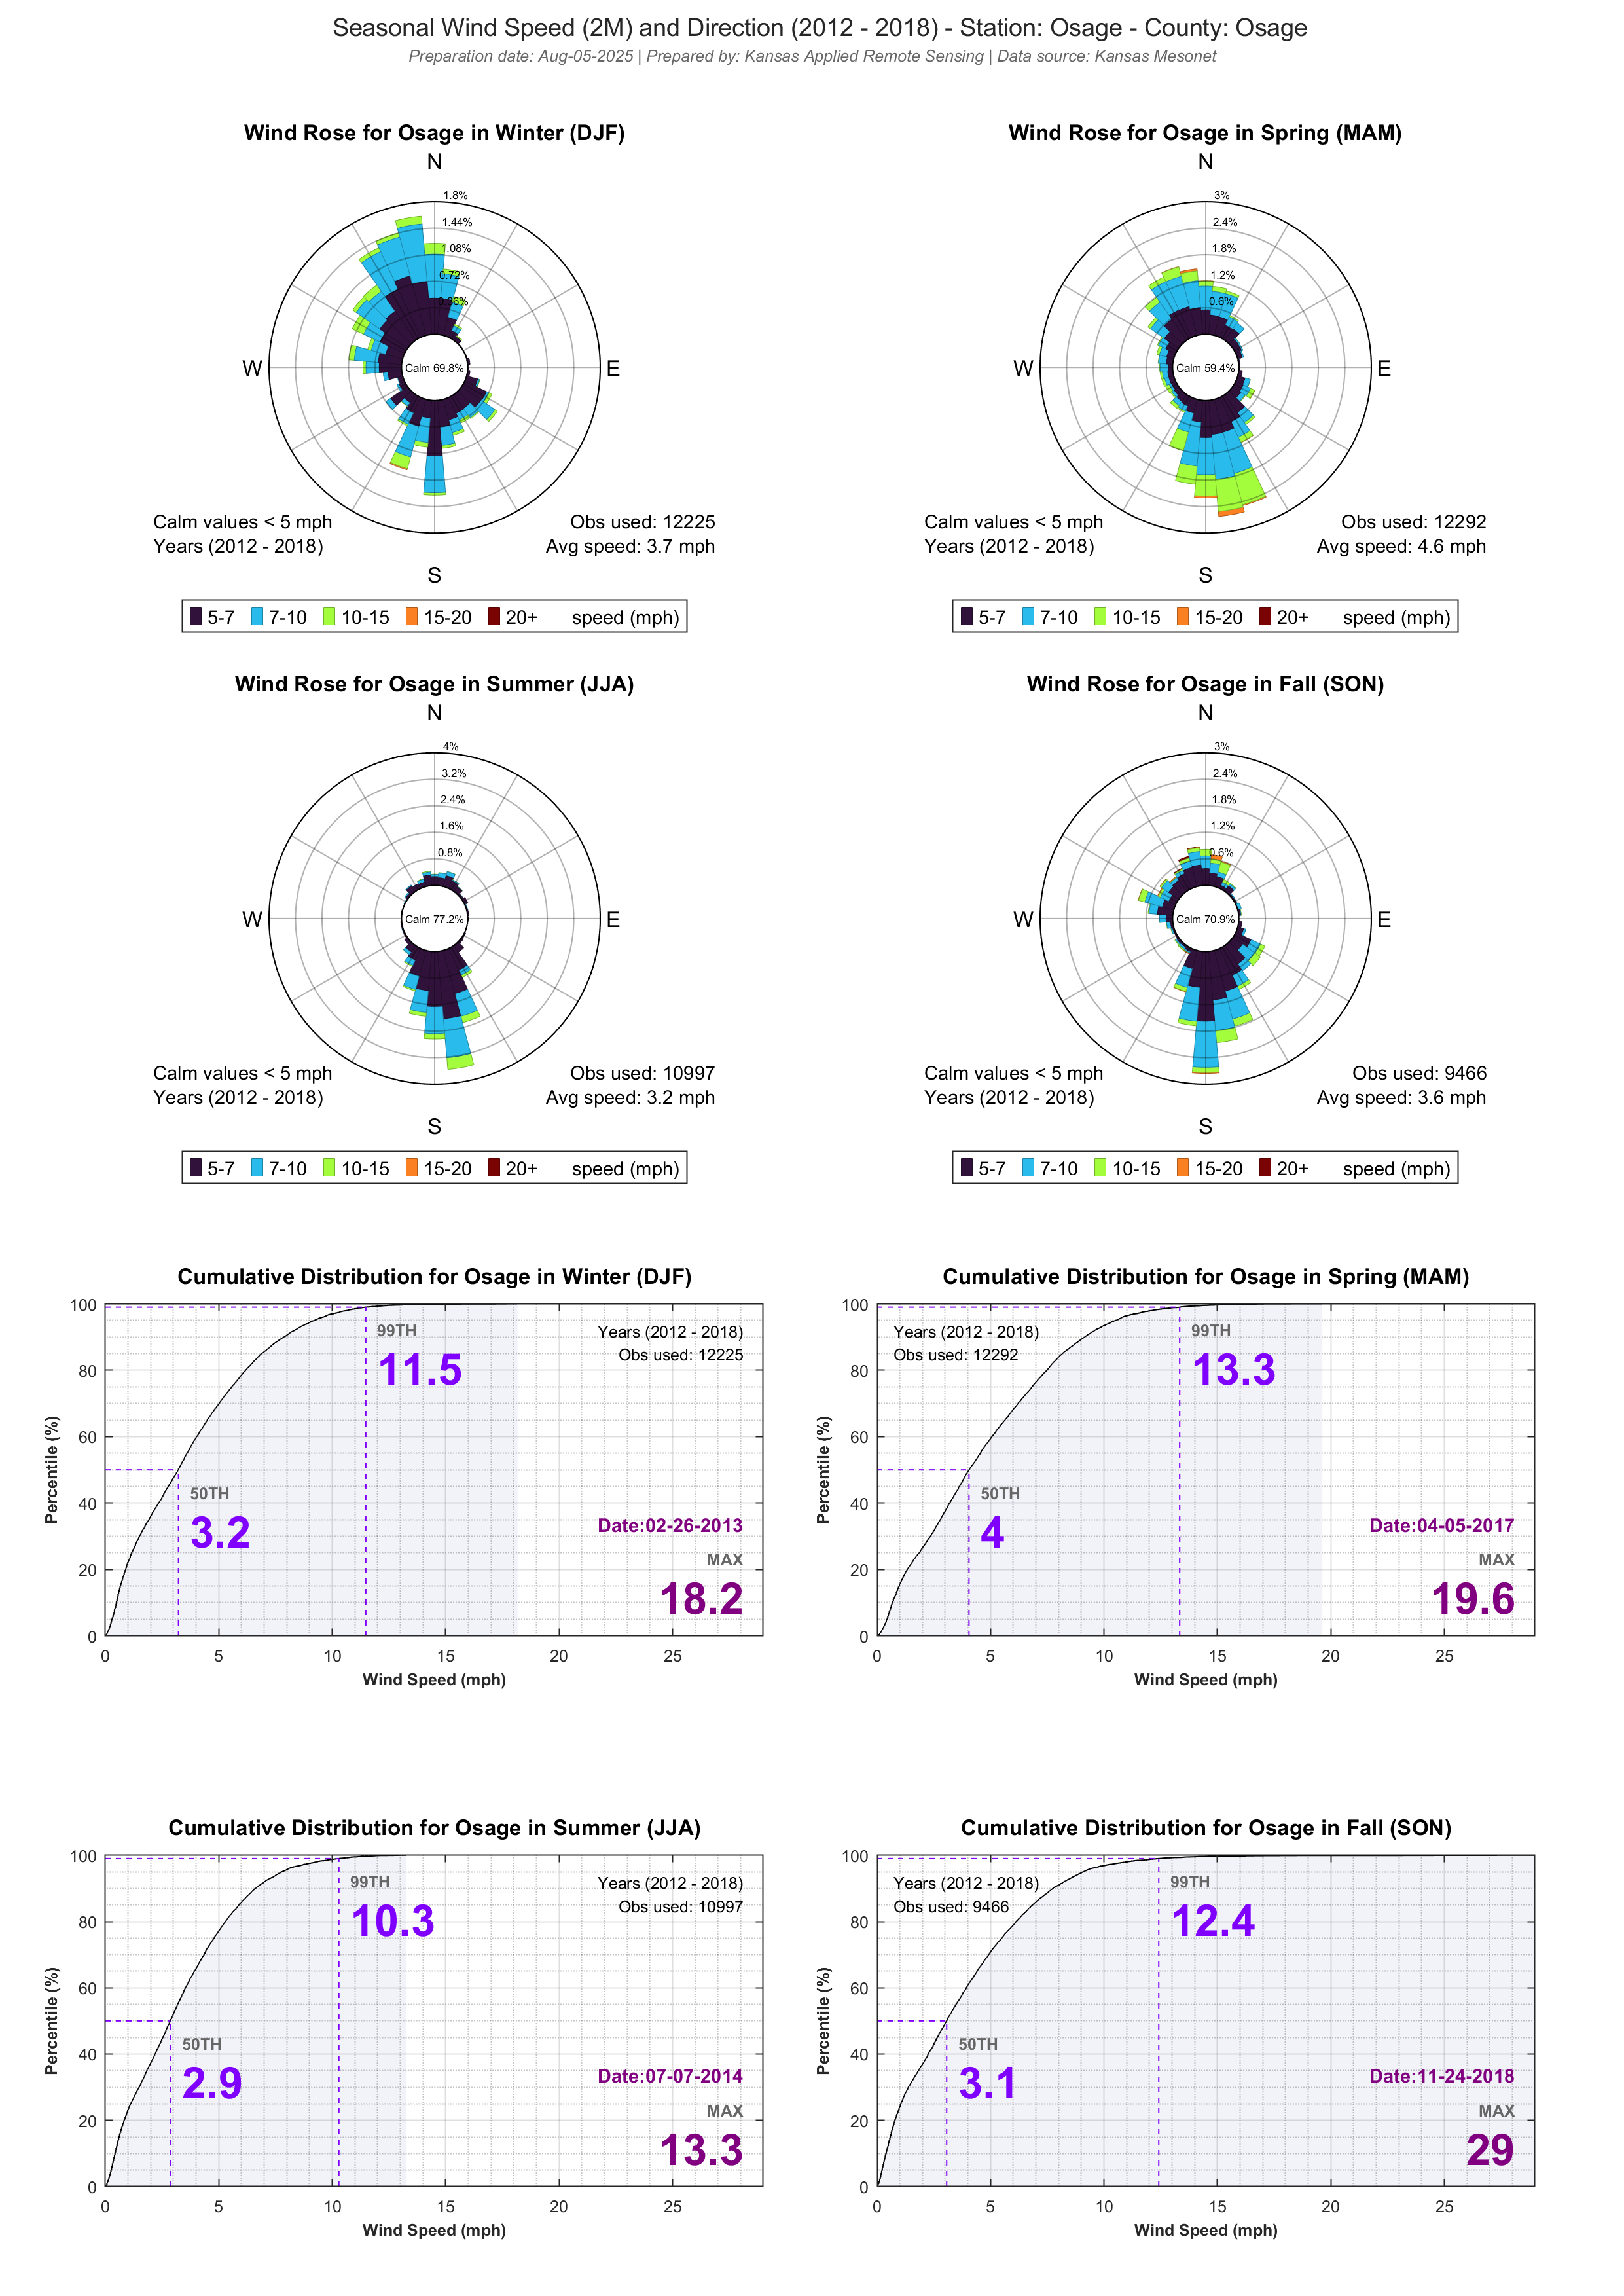 Seasonal Wind Speed (2M) and Direction (2012 - 2018) - Station: Osage - County: Osage
Preparation date: Aug-05-2025 | Prepared by: Kansas Applied Remote Sensing | Data source: Kansas Mesonet
Wind Rose for Osage in Winter (DJF)
N
1.8%
1.44%
1.08%
0.72%
0.36%
W
Calm 69.8%
E
Calm values < 5 mph
Years (2012 - 2018)
Obs used: 12225
Avg speed: 3.7 mph
S
5-7 7-10 10-15 15-20 20+ speed (mph)
Wind Rose for Osage in Spring (MAM)
N
3%
2.4%
1.8%
1.2%
0.6%
W
Calm 59.4%
E
Calm values < 5 mph
Years (2012 - 2018)
Obs used: 12292
Avg speed: 4.6 mph
S
5-7 7-10 10-15 15-20 20+ speed (mph)
Wind Rose for Osage in Summer (JJA)
N
4%
3.2%
2.4%
1.6%
0.8%
W
Calm 77.2%
E
Calm values < 5 mph
Years (2012 - 2018)
Obs used: 10997
Avg speed: 3.2 mph
S
5-7 7-10 10-15 15-20 20+ speed (mph)
Wind Rose for Osage in Fall (SON)
N
3%
2.4%
1.8%
1.2%
0.6%
W
Calm 70.9%
E
Calm values < 5 mph
Years (2012 - 2018)
Obs used: 9466
Avg speed: 3.6 mph
S
5-7 7-10 10-15 15-20 20+ speed (mph)
Cumulative Distribution for Osage in Winter (DJF)
100
80
60
40
20
0
Percentile (%)
99TH
11.5
Years (2012 - 2018)
Obs used: 12225
50TH
3.2
Date:02-26-2013
MAX
18.2
0 5 10 15 20 25
Wind Speed (mph)
Cumulative Distribution for Osage in Spring (MAM)
100
80
60
40
20
0
Percentile (%)
Years (2012 - 2018)
Obs used: 12292
99TH
13.3
50TH
4
Date:04-05-2017
MAX
19.6
0 5 10 15 20 25
Wind Speed (mph)
Cumulative Distribution for Osage in Summer (JJA)
100
80
60
40
20
0
Percentile (%)
99TH
10.3
Years (2012 - 2018)
Obs used: 10997
50TH
2.9
Date:07-07-2014
MAX
13.3
0 5 10 15 20 25
Wind Speed (mph)
Cumulative Distribution for Osage in Fall (SON)
100
80
60
40
20
0
Percentile (%)
Years (2012 - 2018)
Obs used: 9466
99TH
12.4
50TH
3.1
Date:11-24-2018
MAX
29
0 5 10 15 20 25
Wind Speed (mph)